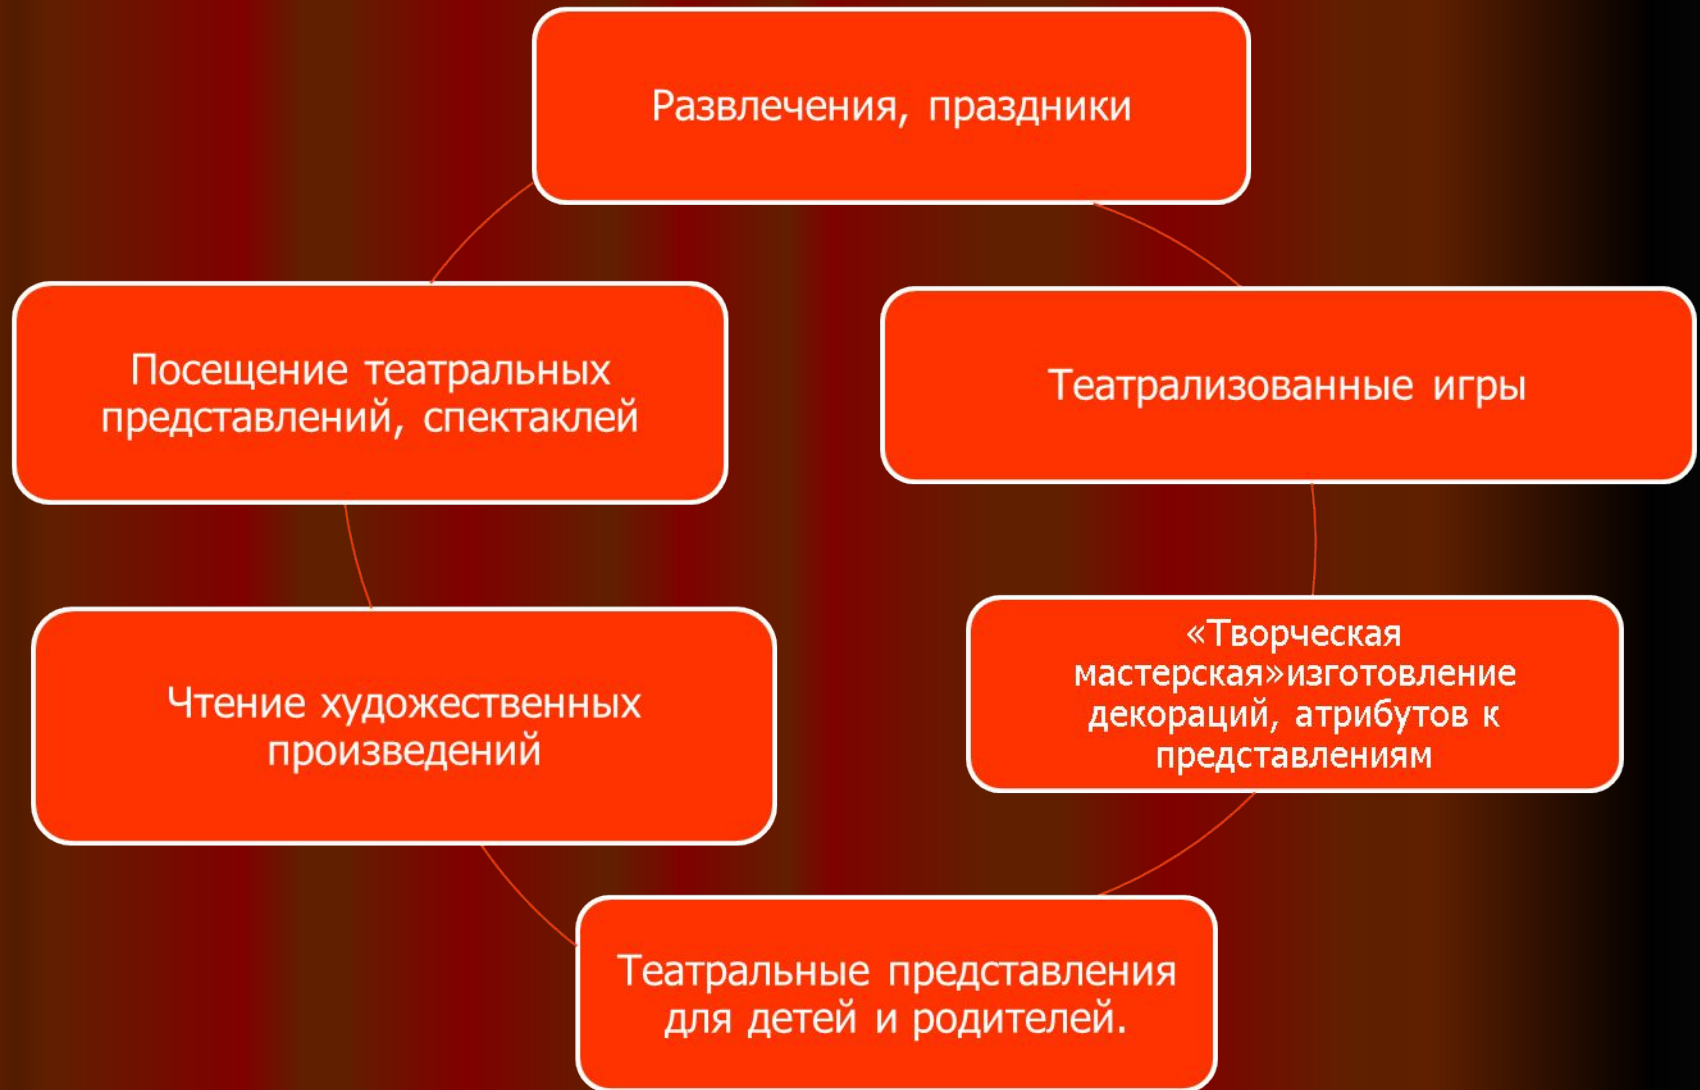 Развлечения, праздники
Посещение театральных
представлений, спектаклей
Театрализованные игры
Чтение художественных
произведений
«Творческая
мастерская»изготовление
декораций, атрибутов к
представлениям
Театральные представления
для детей и родителей.